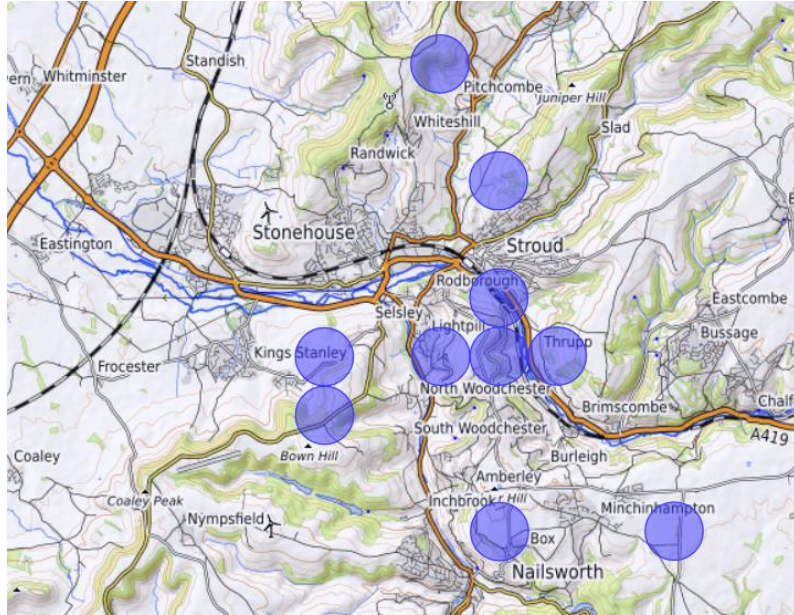 Standish
Whitminster
Pitchcombe
Juniper Hill
Whiteshill
Slad
Randwick
Stonehouse
Eastington
Stroud
Rodborough
Eastcombe
Selsley
Lightpill
Bussage
Kings Stanley
Thrupp
Frocester
North Woodchester
Brimscombe
Chalf
South Woodchester
A419
Coaley
Bown Hill
Burleigh
Amberley
Coaley Peak
Inchbrook
r Hill
Minchinhampton
Nympsfield
Box
Nailsworth